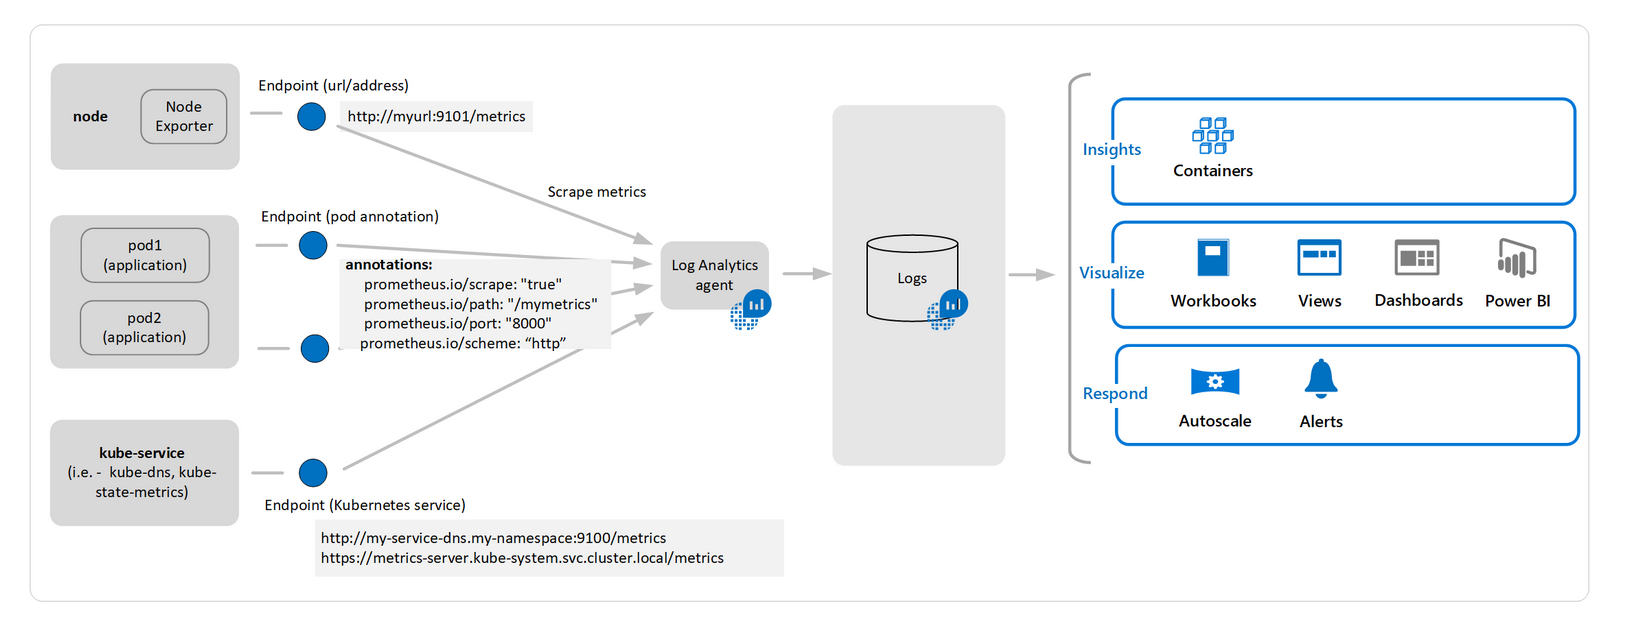 Endpoint (url/address)
node
Node
Exporter
http://myurl:9101/metrics
Scrape metrics
Endpoint (pod annotation)
pod1
(application)
pod2
(application)
annotations:
prometheus.io/scrape: "true"
prometheus.io/path: "/mymetrics"
prometheus.io/port: "8000"
prometheus.io/scheme: “http”
kube-service
(i.e. - kube-dns, kube-
state-metrics)
Endpoint (Kubernetes service)
http://my-service-dns.my-namespace:9100/metrics
https://metrics-server.kube-system.svc.cluster.local/metrics
Log Analytics
agent
Logs
Insights
Containers
Visualize
Workbooks
Views
Dashboards
Power BI
Respond
Autoscale
Alerts